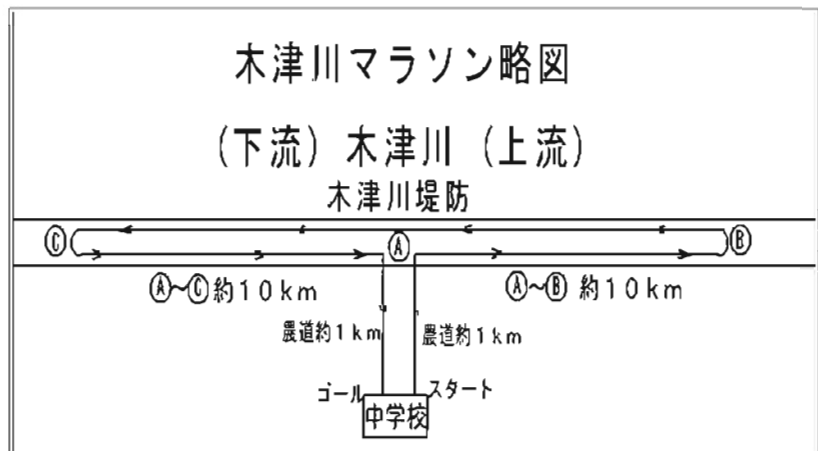 木津川マラソン略図
(下流) 木津川 (上流)
木津川堤防
Ⓒ Ⓐ Ⓑ
Ⓐ~Ⓒ約10km Ⓐ~Ⓑ 約10km
農道約1km 農道約1km
ゴール スタート
中学校